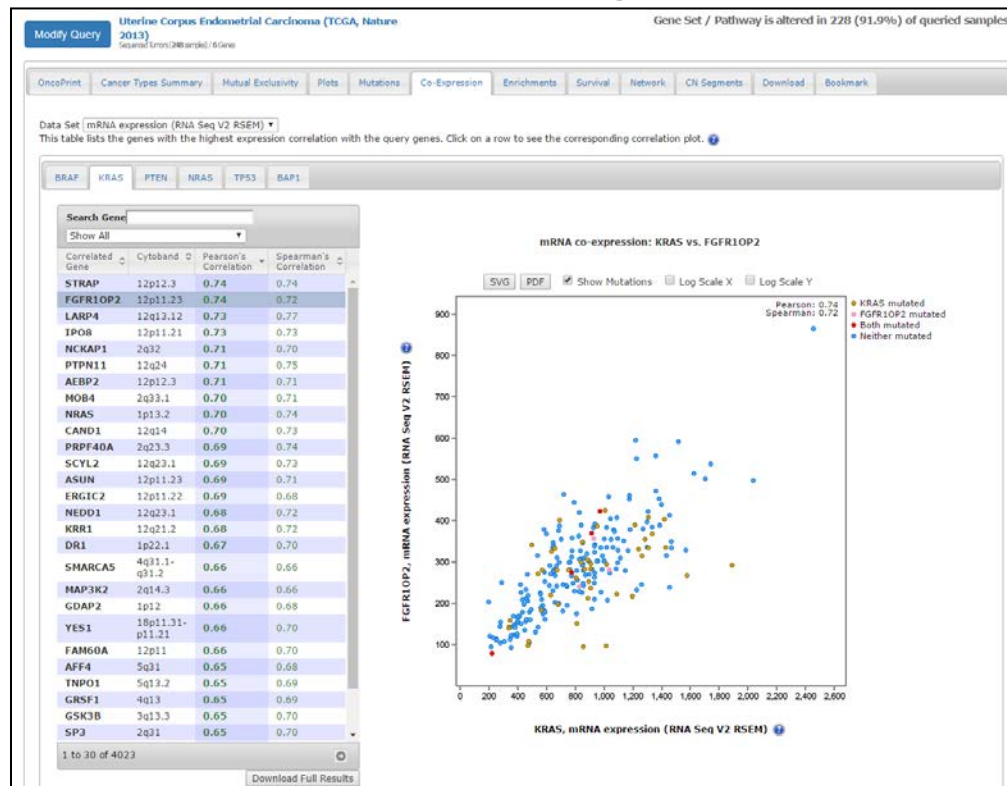 Modify Query
Uterine Corpus Endometrial Carcinoma (TCGA, Nature
2013)
Sequenced Tumors (248 samples) / 6 Genes
Gene Set / Pathway is altered in 228 (91.9%) of queried samples
OncoPrint Cancer Types Summary Mutual Exclusivity Plots Mutations Co-Expression Enrichments Survival Network CN Segments Download Bookmark
Data Set mRNA expression (RNA Seq V2 RSEM)
This table lists the genes with the highest expression correlation with the query genes. Click on a row to see the corresponding correlation plot.
BRAF KRAS PTEN NRAS TP53 BAP1
Search Gene
Show All
Correlated Gene Cytoband Pearson's Correlation Spearman's Correlation
STRAP 12p12.3 0.74 0.74
FGFR1OP2 12p11.23 0.74 0.72
LARP4 12q13.12 0.73 0.77
IPO8 12p11.21 0.73 0.73
NCKAP1 2q32 0.71 0.70
PTPN11 12q24 0.71 0.75
AEBP2 12p12.3 0.71 0.71
MOB4 2q33.1 0.70 0.71
NRAS 1p13.2 0.70 0.74
CAND1 12q14 0.70 0.73
PRPF40A 2q23.3 0.69 0.74
SCYL2 12q23.1 0.69 0.73
ASUN 12p11.23 0.69 0.71
ERGIC2 12p11.22 0.69 0.68
NEDD1 12q23.1 0.68 0.72
KRR1 12q21.2 0.68 0.72
DR1 1p22.1 0.67 0.70
SMARCA5 4q31.1-q31.2 0.66 0.66
MAP3K2 2q14.3 0.66 0.66
GDAP2 1p12 0.66 0.68
YES1 18p11.31-p11.21 0.66 0.70
FAM60A 12p11 0.66 0.70
AFF4 5q31 0.65 0.68
TNPO1 5q13.2 0.65 0.69
GRSF1 4q13 0.65 0.69
GSK3B 3q13.3 0.65 0.70
SP3 2q31 0.65 0.70
1 to 30 of 4023
Download Full Results
mRNA co-expression: KRAS vs. FGFR1OP2
SVG PDF Show Mutations Log Scale X Log Scale Y
Pearson: 0.74
Spearman: 0.72
KRAS mutated
FGFR1OP2 mutated
Both mutated
Neither mutated
FGFR1OP2, mRNA expression (RNA Seq V2 RSEM)
900
800
700
600
500
400
300
200
100
0 200 400 600 800 1,000 1,200 1,400 1,600 1,800 2,000 2,200 2,400 2,600
KRAS, mRNA expression (RNA Seq V2 RSEM)